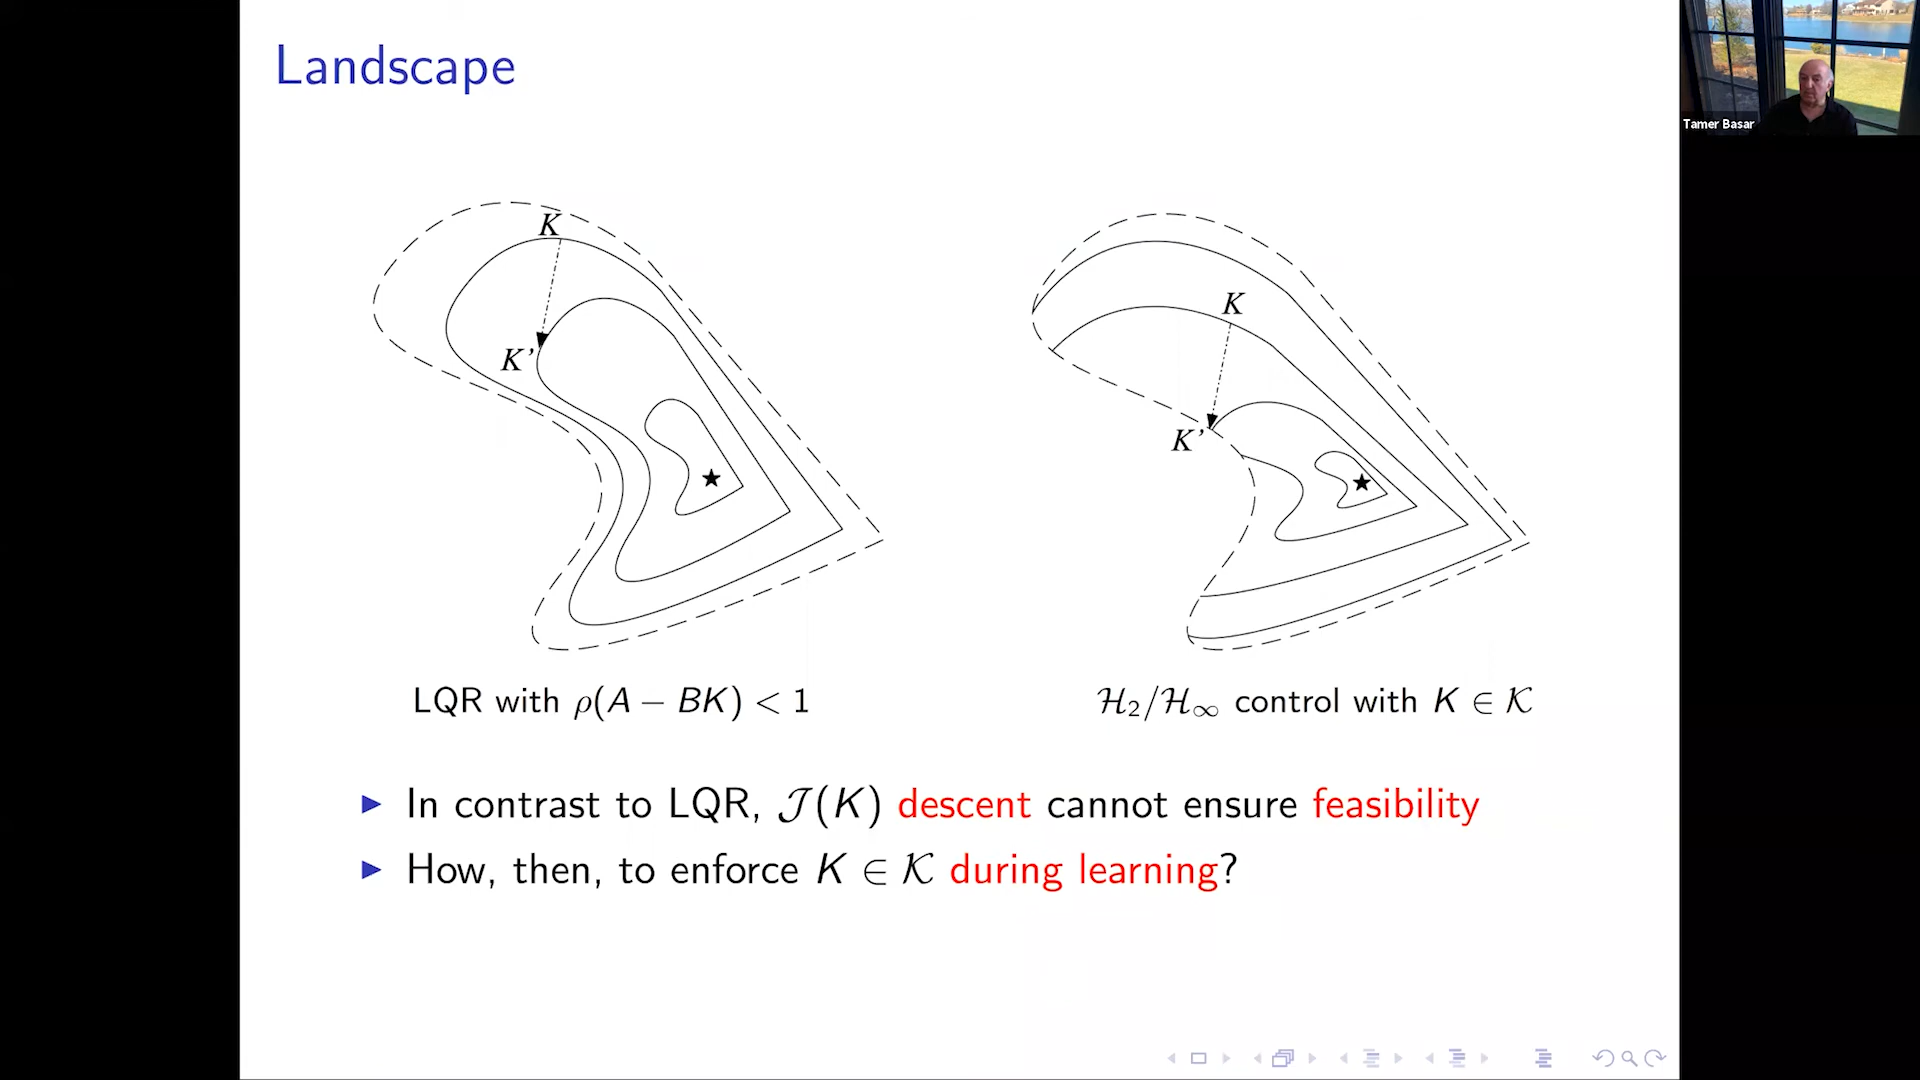 Landscape
Tamer Basar
K
K'
K
K'
LQR with ρ(A − BK) < 1
ℋ₂/ℋ∞ control with K ∈ 𝒦
In contrast to LQR, 𝒥(K) descent cannot ensure feasibility
How, then, to enforce K ∈ 𝒦 during learning?